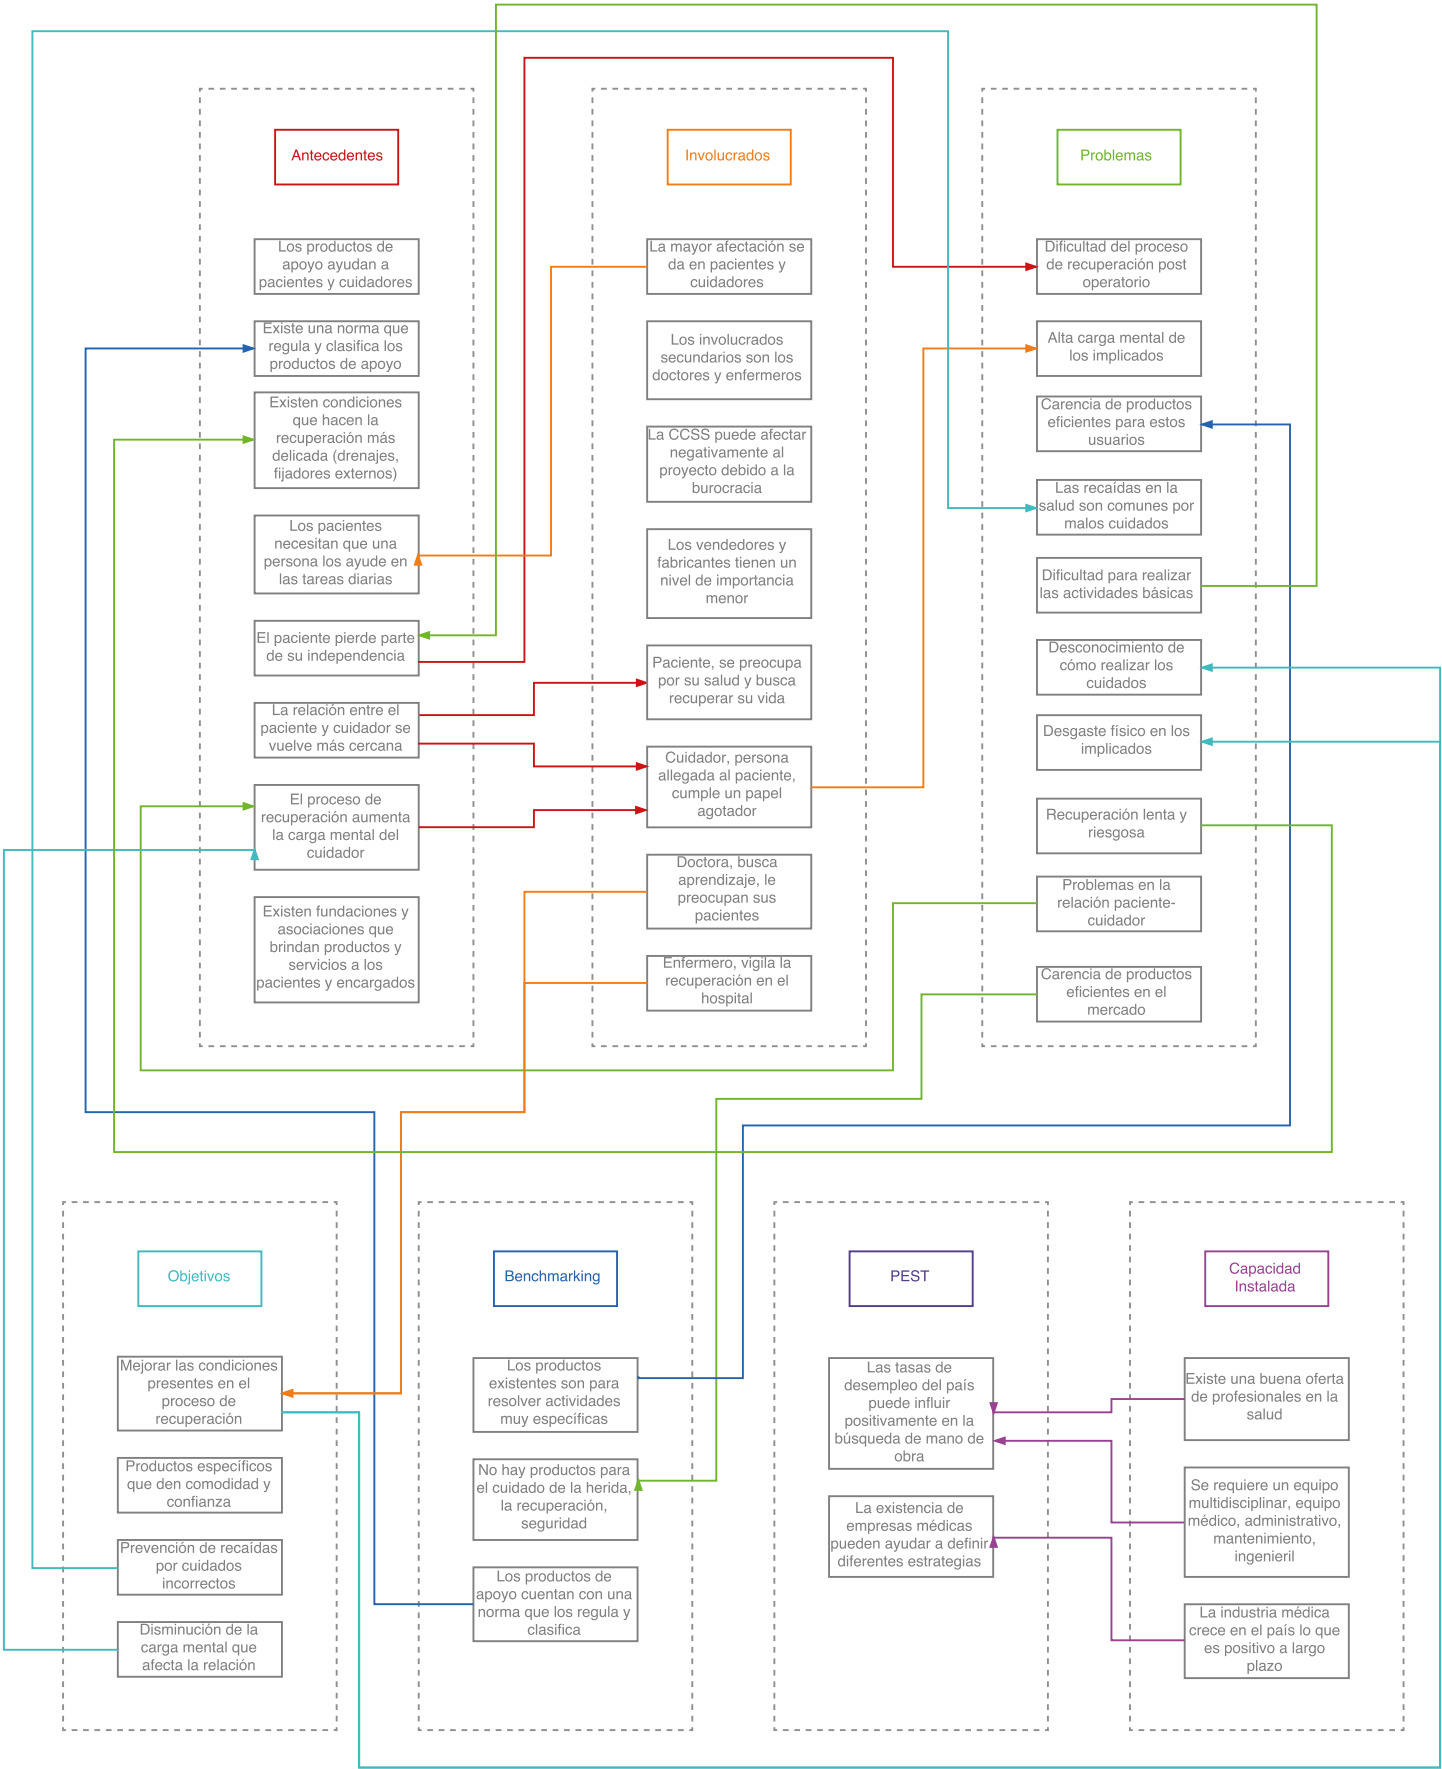 Antecedentes
Los productos de
apoyo ayudan a
pacientes y cuidadores
Existe una norma que
regula y clasifica los
productos de apoyo
Existen condiciones
que hacen la
recuperación más
delicada (drenajes,
fijadores externos)
Los pacientes
necesitan que una
persona los ayude en
las tareas diarias
El paciente pierde parte
de su independencia
La relación entre el
paciente y cuidador se
vuelve más cercana
El proceso de
recuperación aumenta
la carga mental del
cuidador
Existen fundaciones y
asociaciones que
brindan productos y
servicios a los
pacientes y encargados
Involucrados
La mayor afectación se
da en pacientes y
cuidadores
Los involucrados
secundarios son los
doctores y enfermeros
La CCSS puede afectar
negativamente al
proyecto debido a la
burocracia
Los vendedores y
fabricantes tienen un
nivel de importancia
menor
Paciente, se preocupa
por su salud y busca
recuperar su vida
Cuidador, persona
allegada al paciente,
cumple un papel
agotador
Doctora, busca
aprendizaje, le
preocupan sus
pacientes
Enfermero, vigila la
recuperación en el
hospital
Problemas
Dificultad del proceso
de recuperación post
operatorio
Alta carga mental de
los implicados
Carencia de productos
eficientes para estos
usuarios
Las recaídas en la
salud son comunes por
malos cuidados
Dificultad para realizar
las actividades básicas
Desconocimiento de
cómo realizar los
cuidados
Desgaste físico en los
implicados
Recuperación lenta y
riesgosa
Problemas en la
relación paciente-
cuidador
Carencia de productos
eficientes en el
mercado
Objetivos
Mejorar las condiciones
presentes en el
proceso de
recuperación
Productos específicos
que den comodidad y
confianza
Prevención de recaídas
por cuidados
incorrectos
Disminución de la
carga mental que
afecta la relación
Benchmarking
Los productos
existentes son para
resolver actividades
muy específicas
No hay productos para
el cuidado de la herida,
la recuperación,
seguridad
Los productos de
apoyo cuentan con una
norma que los regula y
clasifica
PEST
Las tasas de
desempleo del país
puede influir
positivamente en la
búsqueda de mano de
obra
La existencia de
empresas médicas
pueden ayudar a definir
diferentes estrategias
Capacidad
Instalada
Existe una buena oferta
de profesionales en la
salud
Se requiere un equipo
multidisciplinar, equipo
médico, administrativo,
mantenimiento,
ingenieril
La industria médica
crece en el país lo que
es positivo a largo
plazo